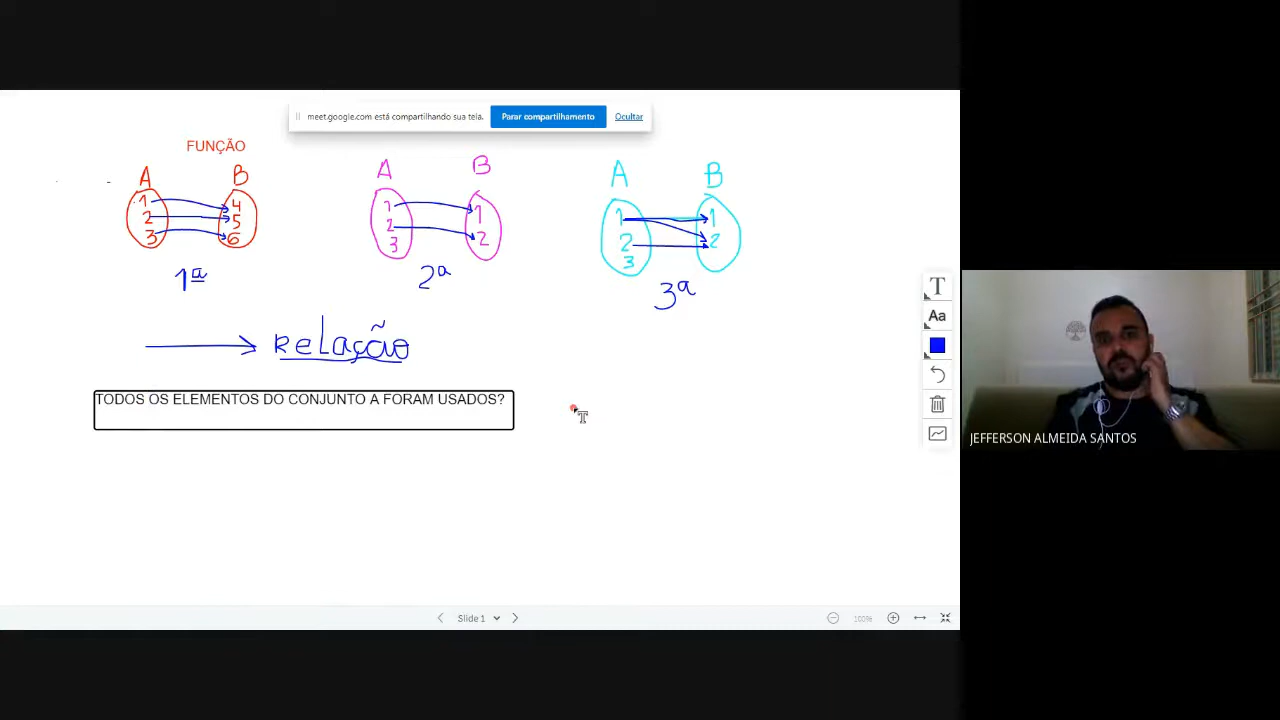 meet.google.com está compartilhando sua tela.
Parar compartilhamento
Ocultar
FUNÇÃO
A B
1 4
2 5
3 6
1ª
A B
1 1
2 2
3
2ª
A B
1 1
2 2
3
3ª
Relação
TODOS OS ELEMENTOS DO CONJUNTO A FORAM USADOS?
T
Aa
T
JEFFERSON ALMEIDA SANTOS
Slide 1
100%